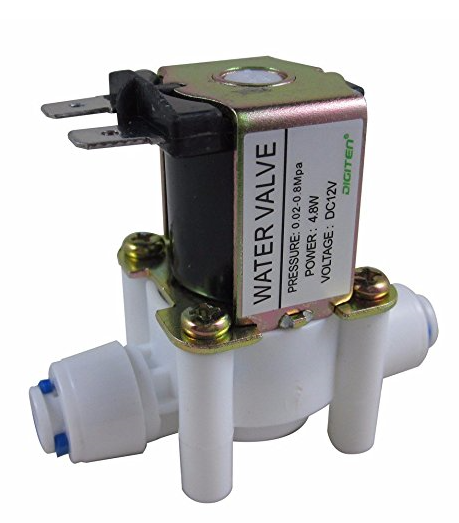 WATER VALVE
PRESSURE: 0.02-0.8Mpa
POWER: 4.8W
VOLTAGE: DC12V
DIGITEN®